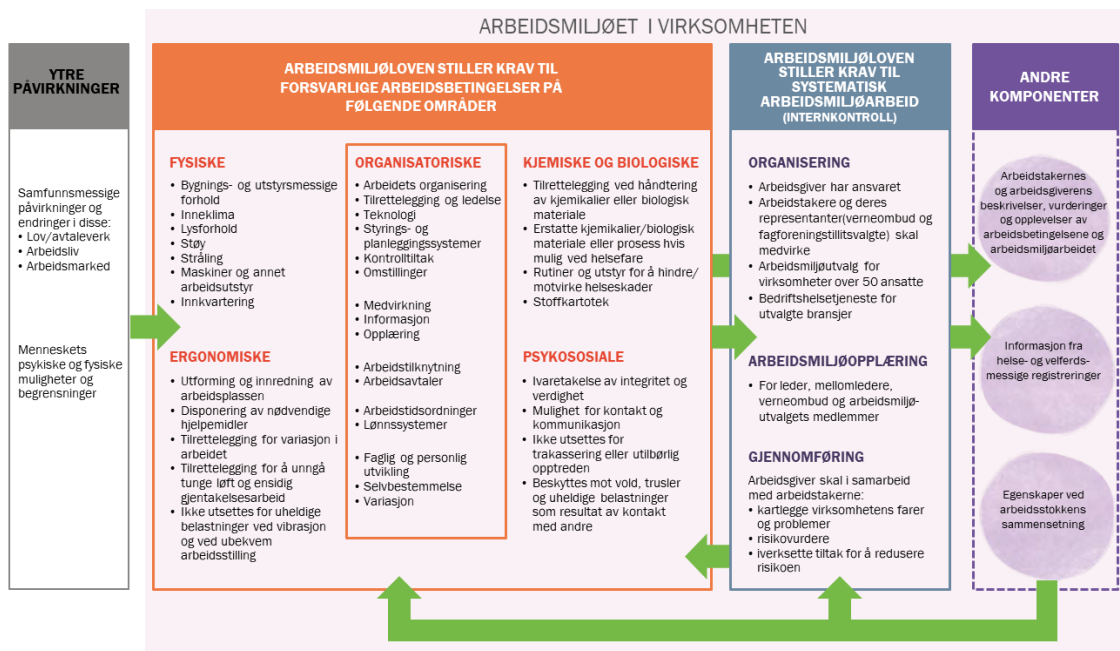 ARBEIDSMILJØET I VIRKSOMHETEN
YTRE
PÅVIRKNINGER
Samfunnsmessige
påvirkninger og
endringer i disse:
• Lov/avtaleverk
• Arbeidsliv
• Arbeidsmarked
Menneskets
psykiske og fysiske
muligheter og
begrensninger
ARBEIDSMILJØLOVEN STILLER KRAV TIL
FORSVARLIGE ARBEIDSBETINGELSER PÅ
FØLGENDE OMRÅDER
FYSISKE
• Bygnings- og utstyrsmessige
forhold
• Inneklima
• Lysforhold
• Støy
• Stråling
• Maskiner og annet
arbeidsutstyr
• Innkvartering
ERGONOMISKE
• Utforming og innredning av
arbeidsplassen
• Disponering av nødvendige
hjelpemidler
• Tilrettelegging for variasjon i
arbeidet
• Tilrettelegging for å unngå
tunge løft og ensidig
gjentakelsesarbeid
• Ikke utsettes for uheldige
belastninger ved vibrasjon
og ved ubekvem
arbeidsstilling
ORGANISATORISKE
• Arbeidets organisering
• Tilrettelegging og ledelse
• Teknologi
• Styrings- og
planleggingssystemer
• Kontrolltiltak
• Omstillinger
• Medvirkning
• Informasjon
• Opplæring
• Arbeidstilknytning
• Arbeidsavtaler
• Arbeidstidsordninger
• Lønnssystemer
• Faglig og personlig
utvikling
• Selvbestemmelse
• Variasjon
KJEMISKE OG BIOLOGISKE
• Tilrettelegging ved håndtering
av kjemikalier eller biologisk
materiale
• Erstatte kjemikalier/biologisk
materiale eller prosess hvis
mulig ved helsefare
• Rutiner og utstyr for å hindre/
motvirke helseskader
• Stoffkartotek
PSYKOSOSIALE
• Ivaretakelse av integritet og
verdighet
• Mulighet for kontakt og
kommunikasjon
• Ikke utsettes for
trakassering eller utilbørlig
opptreden
• Beskyttes mot vold, trusler
og uheldige belastninger
som resultat av kontakt
med andre
ARBEIDSMILJØLOVEN
STILLER KRAV TIL
SYSTEMATISK
ARBEIDSMILJØARBEID
(INTERNKONTROLL)
ORGANISERING
• Arbeidsgiver har ansvaret
• Arbeidstakere og deres
representanter(verneombud og
fagforeningstillitsvalgte) skal
medvirke
• Arbeidsmiljøutvalg for
virksomheter over 50 ansatte
• Bedriftshelsetjeneste for
utvalgte bransjer
ARBEIDSMILJØOPPLÆRING
• For leder, mellomledere,
verneombud og arbeidsmiljø-
utvalgets medlemmer
GJENNOMFØRING
Arbeidsgiver skal i samarbeid
med arbeidstakerne:
• kartlegge virksomhetens farer
og problemer
• risikovurdere
• iverksette tiltak for å redusere
risikoen
ANDRE
KOMPONENTER
Arbeidstakernes
og arbeidsgiverens
beskrivelser, vurderinger
og opplevelser av
arbeidsbetingelsene og
arbeidsmiljøarbeidet
Informasjon fra
helse- og velferds-
messige registreringer
Egenskaper ved
arbeidsstokkens
sammensetning